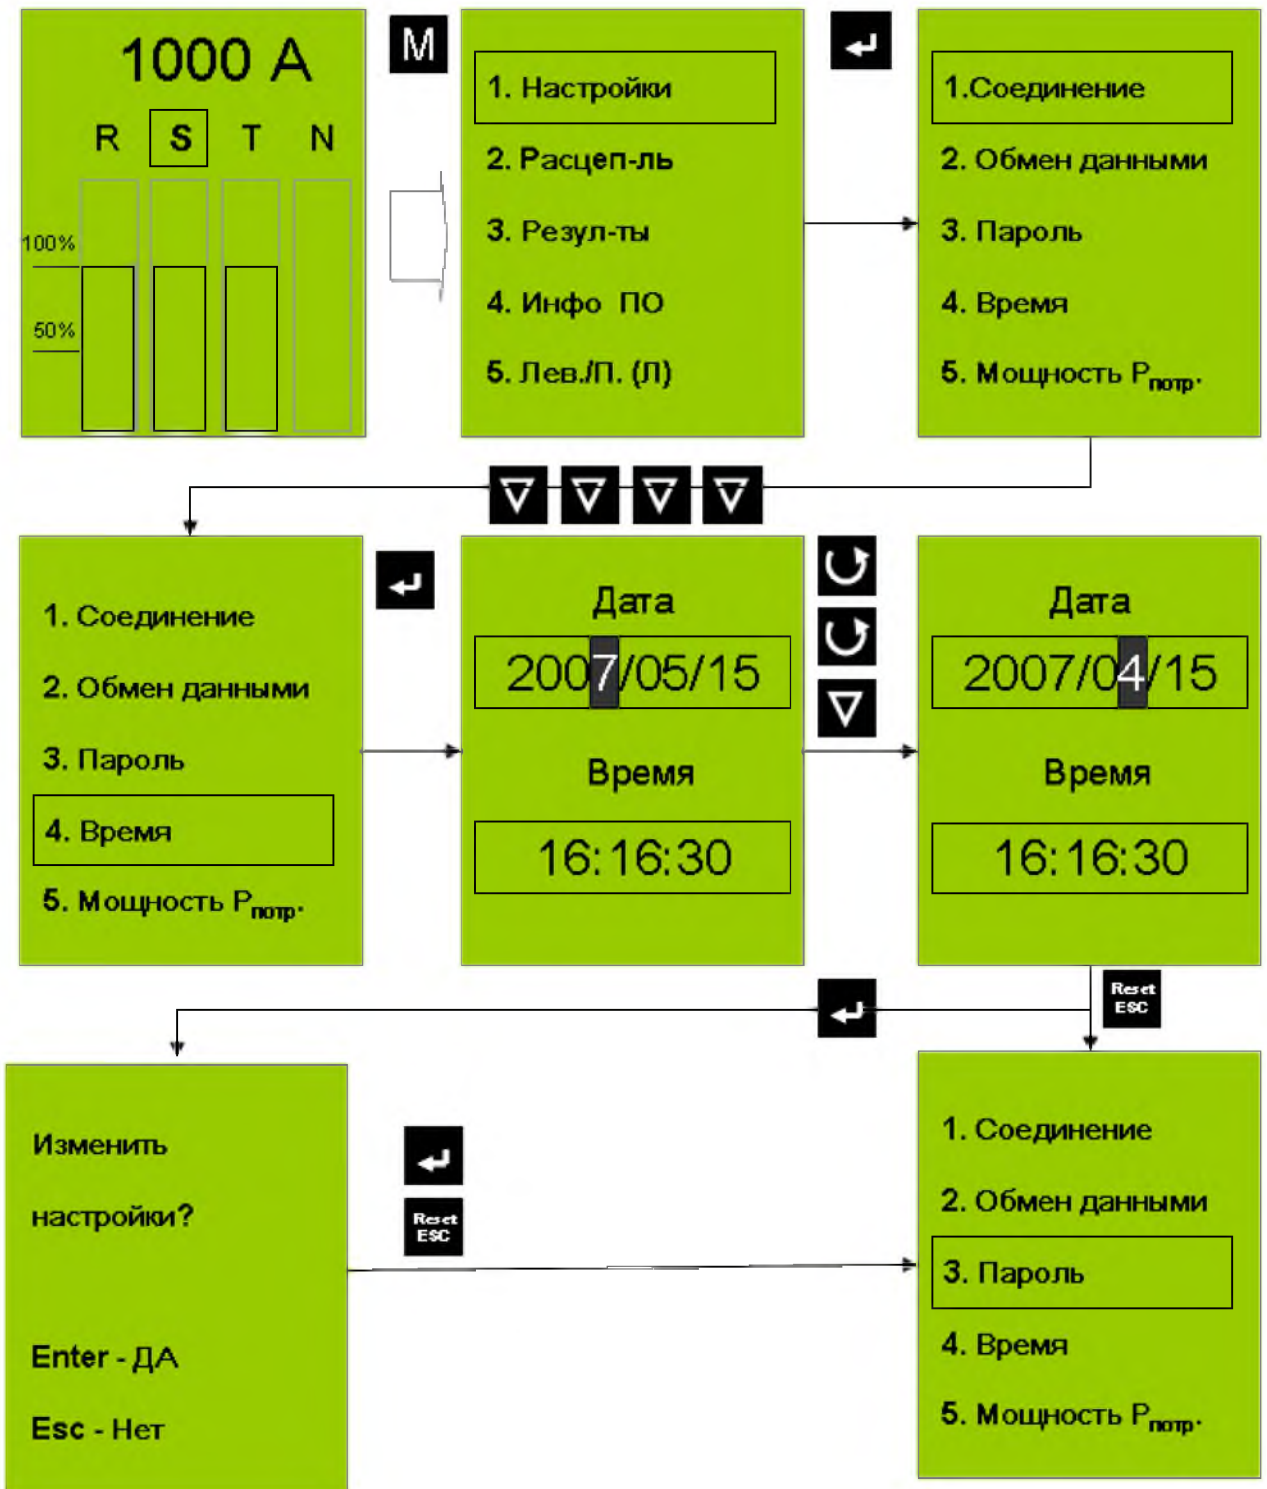 1000 A
R S T N
100%
50%
M
1. Настройки
2. Расцеп-ль
3. Резул-ты
4. Инфо ПО
5. Лев./П. (Л)
1.Соединение
2. Обмен данными
3. Пароль
4. Время
5. Мощность Pпотр.
1. Соединение
2. Обмен данными
3. Пароль
4. Время
5. Мощность Pпотр.
Дата
2007/05/15
Время
16:16:30
Дата
2007/04/15
Время
16:16:30
Reset
ESC
Изменить
настройки?
Enter - ДА
Esc - Нет
Reset
ESC
1. Соединение
2. Обмен данными
3. Пароль
4. Время
5. Мощность Pпотр.